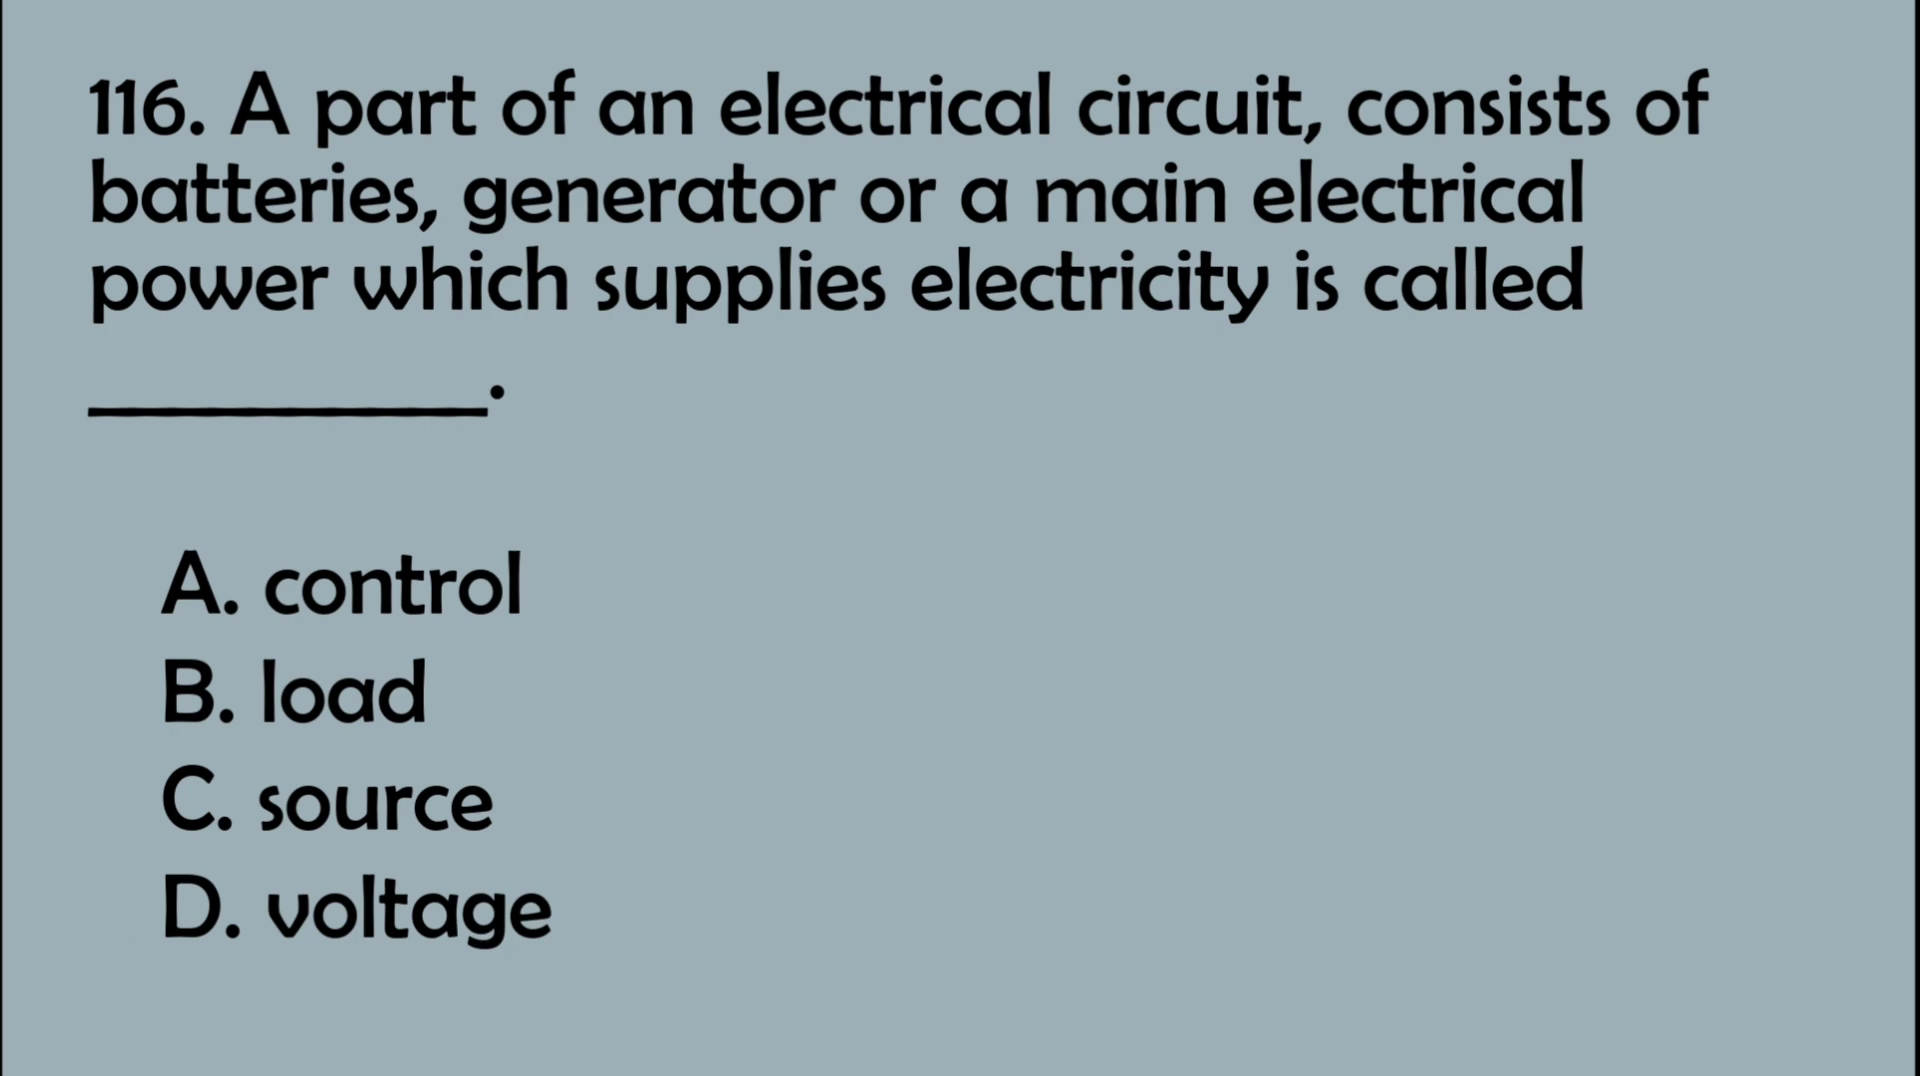 116. A part of an electrical circuit, consists of
batteries, generator or a main electrical
power which supplies electricity is called
___________.
A. control
B. load
C. source
D. voltage